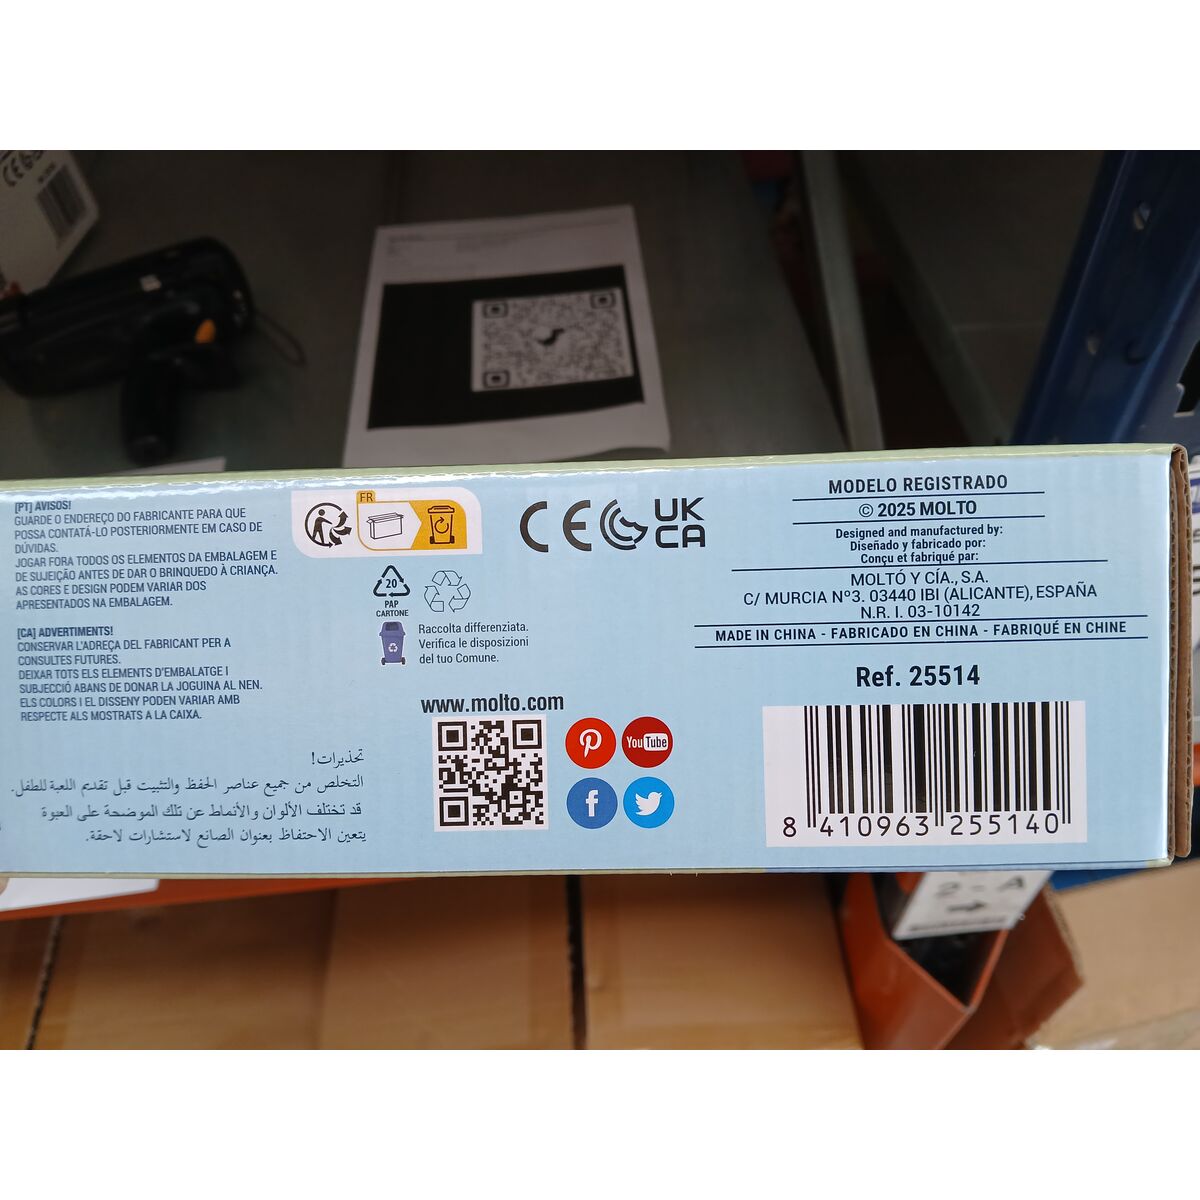 [PT] AVISOS!
GUARDE O ENDEREÇO DO FABRICANTE PARA QUE
POSSA CONTATÁ-LO POSTERIORMENTE EM CASO DE
DÚVIDAS.
JOGAR FORA TODOS OS ELEMENTOS DA EMBALAGEM E
DE SUJEIÇÃO ANTES DE DAR O BRINQUEDO À CRIANÇA.
AS CORES E DESIGN PODEM VARIAR DOS
APRESENTADOS NA EMBALAGEM.
[CA] ADVERTIMENTS!
CONSERVAR L'ADREÇA DEL FABRICANT PER A
CONSULTES FUTURES.
DEIXAR TOTS ELS ELEMENTS D'EMBALATGE I
SUBJECCIÓ ABANS DE DONAR LA JOGUINA AL NEN.
ELS COLORS I EL DISSENY PODEN VARIAR AMB
RESPECTE ALS MOSTRATS A LA CAIXA.
تحذيرات!
التخلص من جميع عناصر الحفظ والتثبيت قبل تقديم اللعبة للطفل.
قد تختلف الألوان والأنماط عن تلك الموضحة على العبوة
يتعين الاحتفاظ بعنوان الصانع لاستشارات لاحقة.
FR
20
PAP
CARTONE
Raccolta differenziata.
Verifica le disposizioni
del tuo Comune.
www.molto.com
You Tube
CE
UK
CA
MODELO REGISTRADO
© 2025 MOLTO
Designed and manufactured by:
Diseñado y fabricado por:
Conçu et fabriqué par:
MOLTÓ Y CÍA., S.A.
C/ MURCIA Nº3. 03440 IBI (ALICANTE), ESPAÑA
N.R. I. 03-10142
MADE IN CHINA - FABRICADO EN CHINA - FABRIQUÉ EN CHINE
Ref. 25514
8 410963 255140
2-A